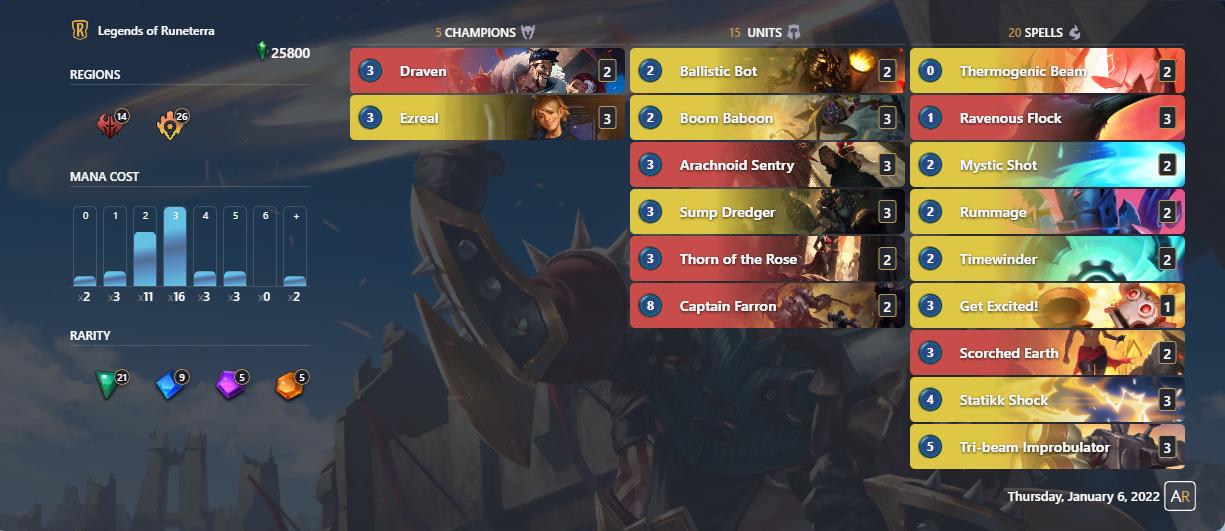 Legends of Runeterra
25800
REGIONS
14
26
MANA COST
0 1 2 3 4 5 6 +
x2 x3 x11 x16 x3 x3 x0 x2
RARITY
21 9 5 5
5 CHAMPIONS
3 Draven 2
3 Ezreal 3
15 UNITS
2 Ballistic Bot 2
2 Boom Baboon 3
3 Arachnoid Sentry 3
3 Sump Dredger 3
3 Thorn of the Rose 2
8 Captain Farron 2
20 SPELLS
0 Thermogenic Beam 2
1 Ravenous Flock 3
2 Mystic Shot 2
2 Rummage 2
2 Timewinder 2
3 Get Excited! 1
3 Scorched Earth 2
4 Statikk Shock 3
5 Tri-beam Improbulator 3
Thursday, January 6, 2022 AR